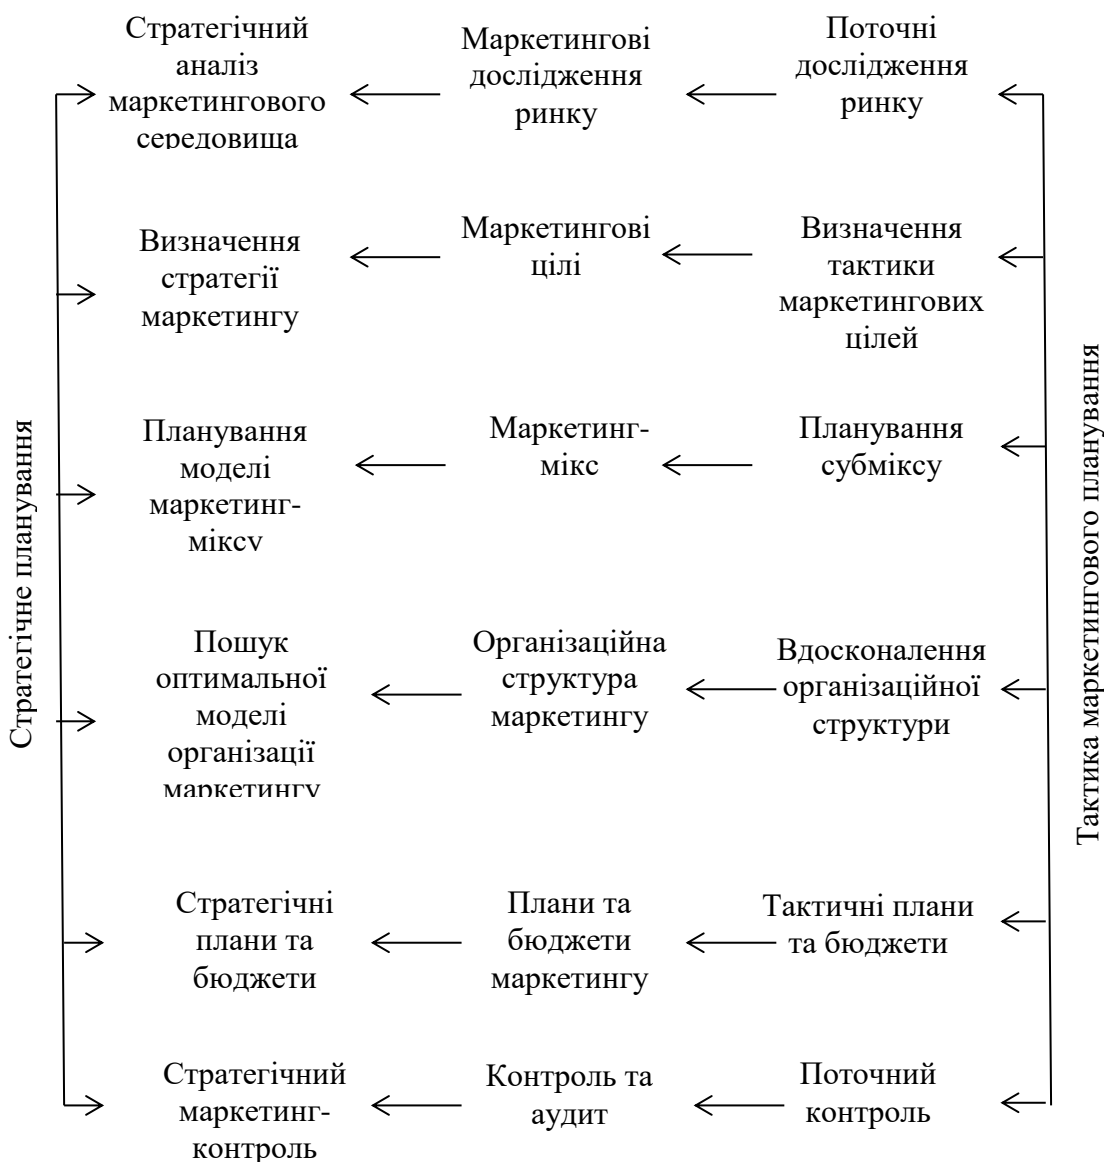 Стратегічний
аналіз
маркетингового
середовища
Маркетингові
дослідження
ринку
Поточні
дослідження
ринку
Визначення
стратегії
маркетингу
Маркетингові
цілі
Визначення
тактики
маркетингових
цілей
Планування
моделі
маркетинг-
міксу
Маркетинг-
мікс
Планування
субміксу
Пошук
оптимальної
моделі
організації
маркетингу
Організаційна
структура
маркетингу
Вдосконалення
організаційної
структури
Стратегічні
плани та
бюджети
Плани та
бюджети
маркетингу
Тактичні плани
та бюджети
Стратегічний
маркетинг-
контроль
Контроль та
аудит
Поточний
контроль
Стратегічне планування
Тактика маркетингового планування